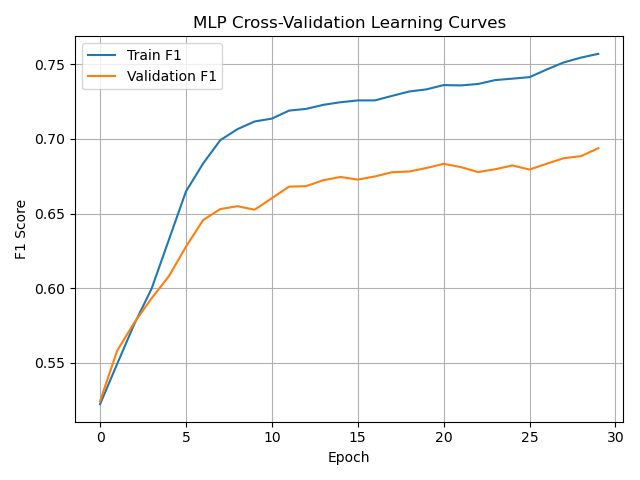 MLP Cross-Validation Learning Curves
Train F1
Validation F1
F1 Score
0.75
0.70
0.65
0.60
0.55
0 5 10 15 20 25 30
Epoch